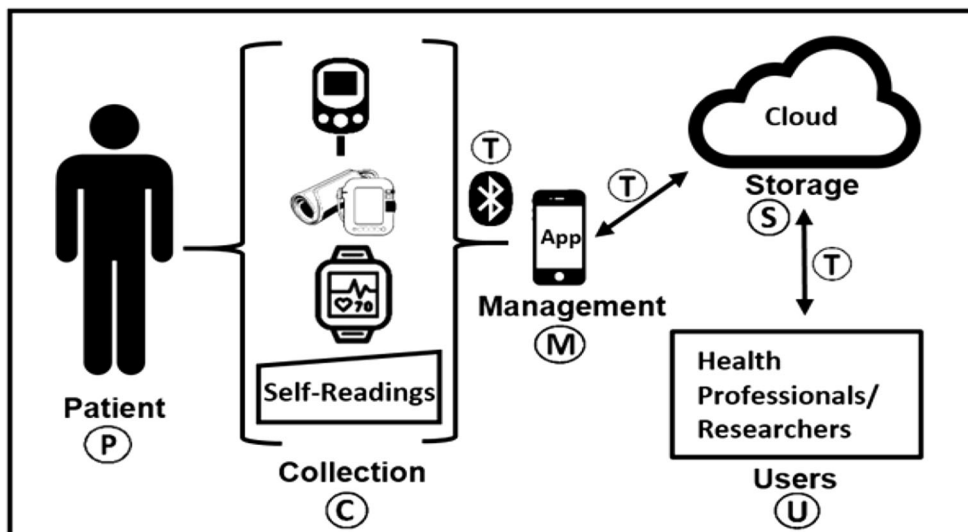 Patient
P
♡70
Self-Readings
Collection
C
T
App
Management
M
T
Cloud
Storage
S
T
Health
Professionals/
Researchers
Users
U